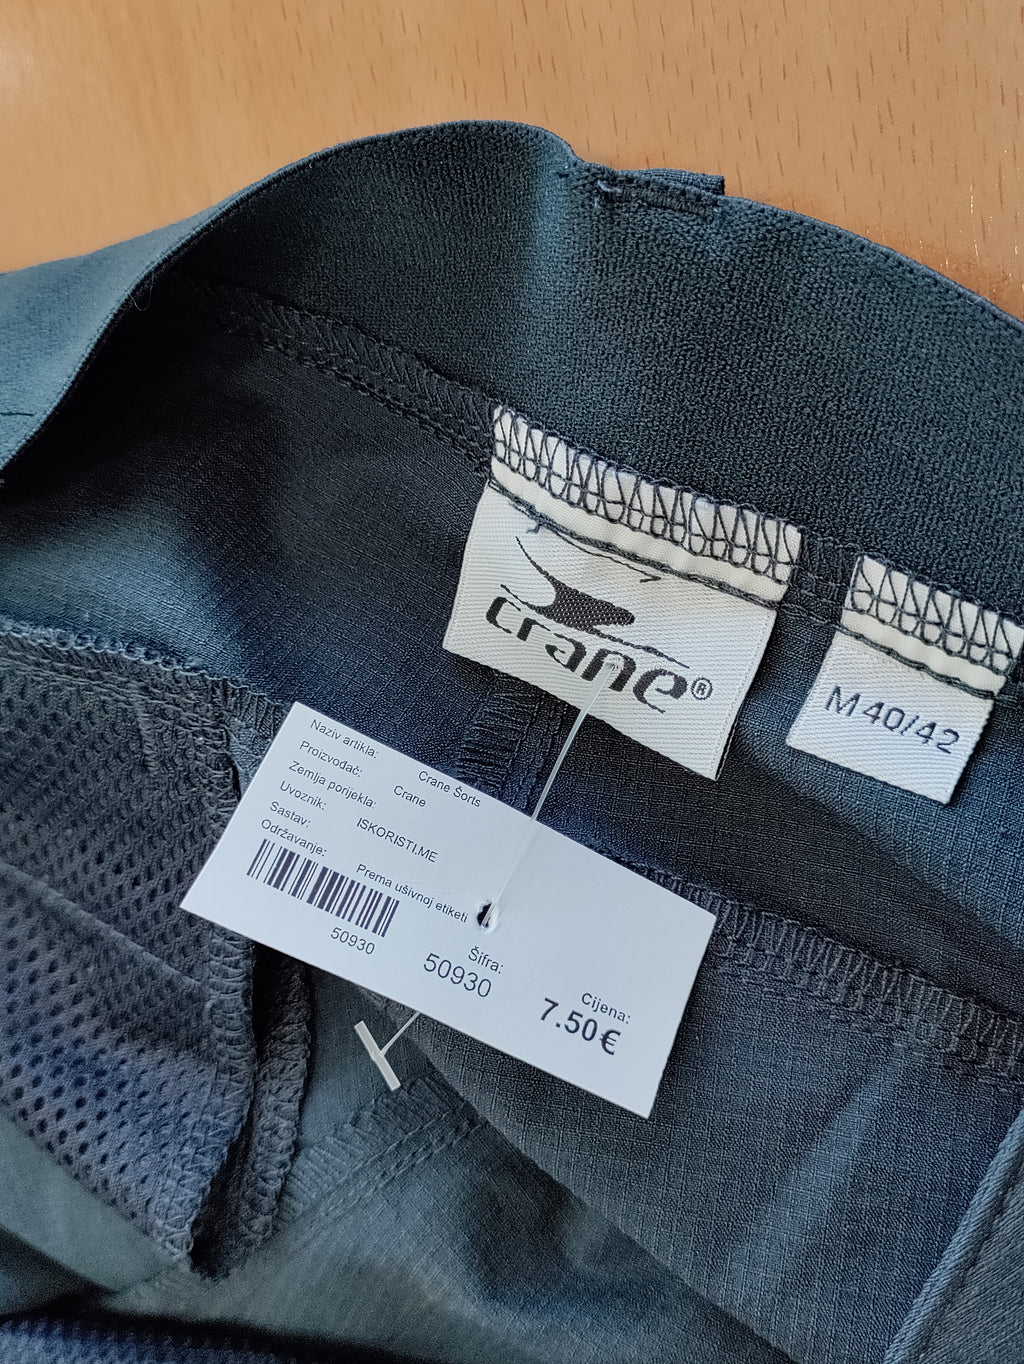 crane®
M 40/42
Naziv artikla:
Crane Šorts
Proizvođač:
Crane
Zemlja porijekla:
Uvoznik:
ISKORISTI.ME
Sastav:
Održavanje:
Prema ušivnoj etiketi
50930
Šifra:
50930
Cijena:
7.50€